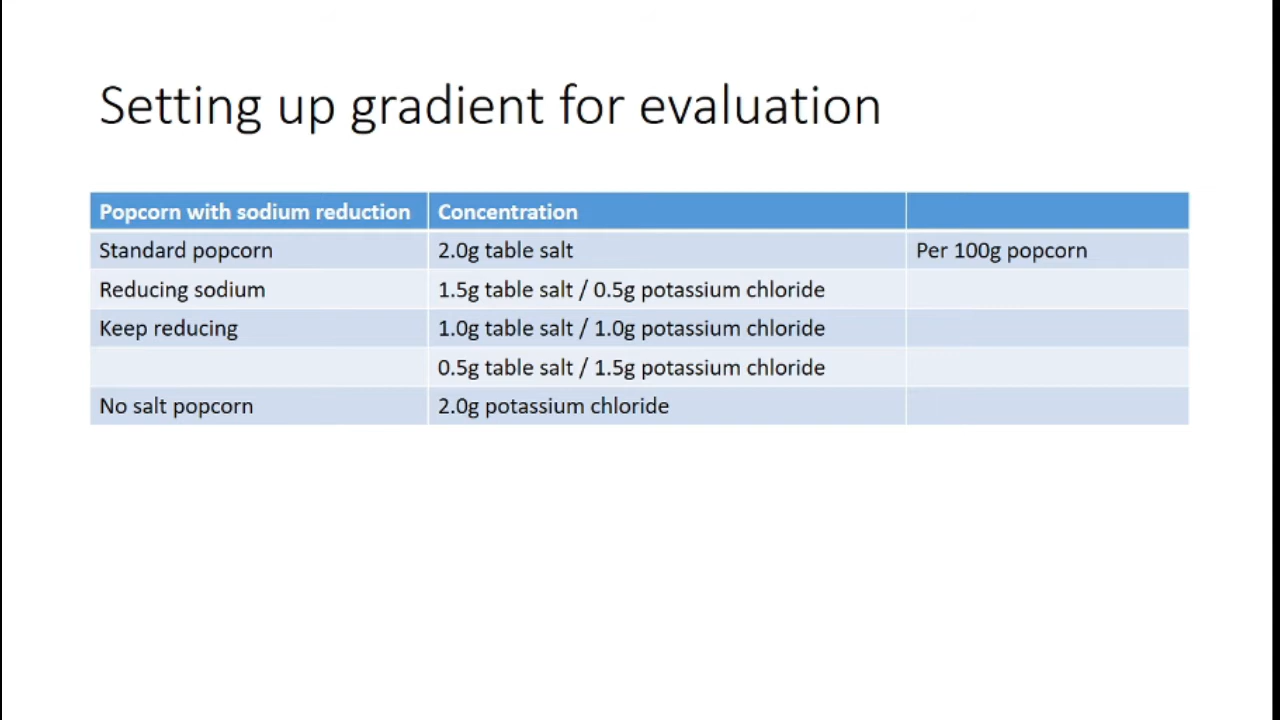 Setting up gradient for evaluation
Popcorn with sodium reduction Concentration
Standard popcorn 2.0g table salt Per 100g popcorn
Reducing sodium 1.5g table salt / 0.5g potassium chloride
Keep reducing 1.0g table salt / 1.0g potassium chloride
0.5g table salt / 1.5g potassium chloride
No salt popcorn 2.0g potassium chloride